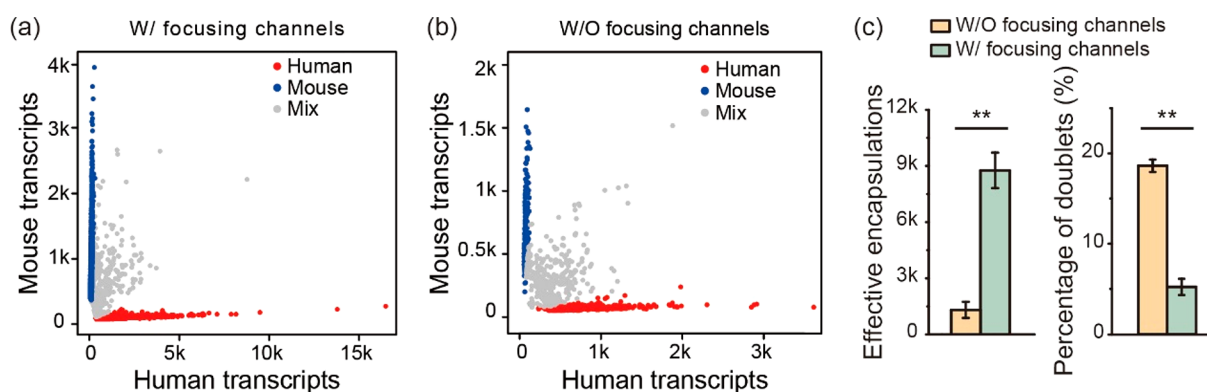 (a)
W/ focusing channels
Human
Mouse
Mix
4k
3k
2k
1k
0
Mouse transcripts
0
5k
10k
15k
Human transcripts
(b)
W/O focusing channels
Human
Mouse
Mix
2k
1.5k
1k
0.5k
0
Mouse transcripts
0
1k
2k
3k
Human transcripts
(c)
W/O focusing channels
W/ focusing channels
12k
9k
6k
3k
0
Effective encapsulations
**
20
10
0
Percentage of doublets (%)
**